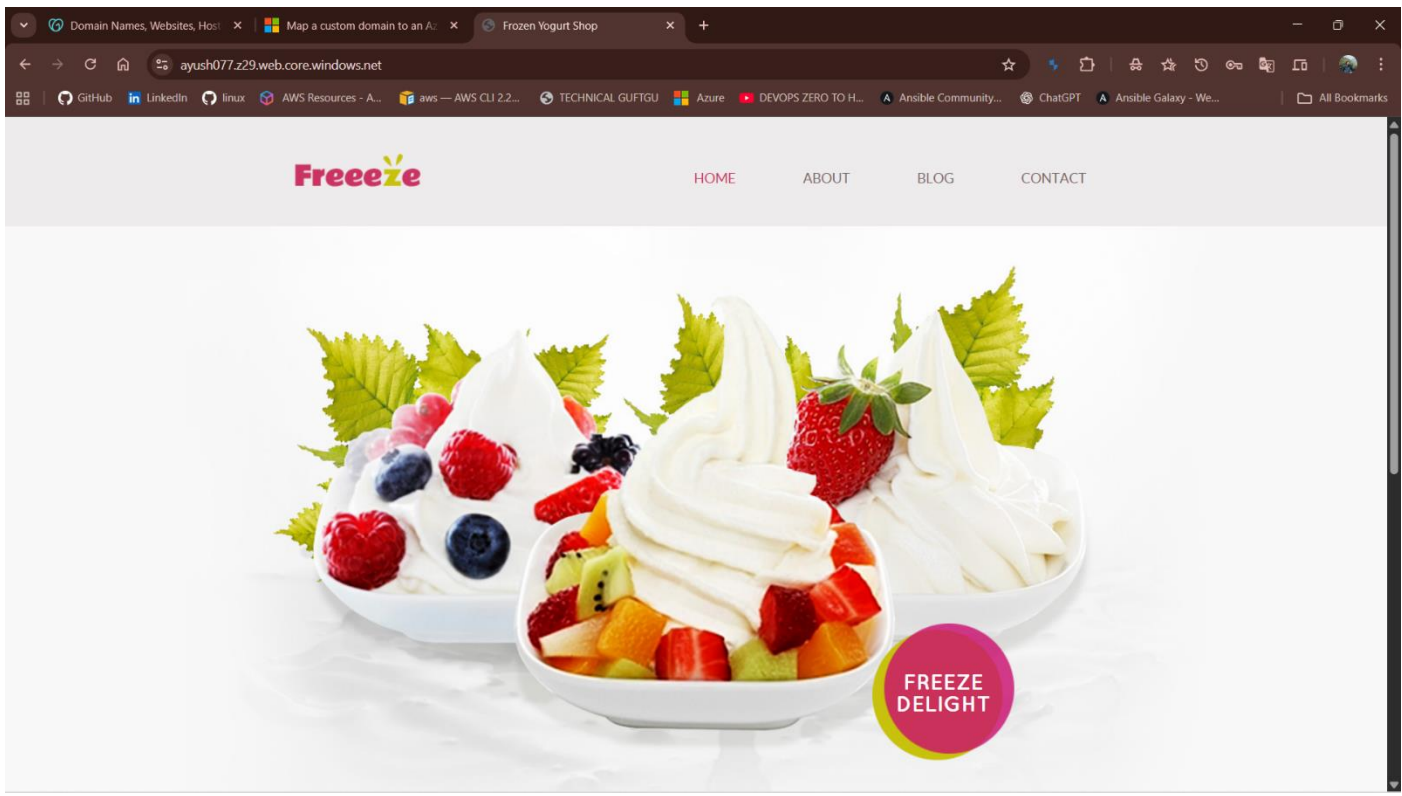 Domain Names, Websites, Host
Map a custom domain to an Az
Frozen Yogurt Shop
ayush077.z29.web.core.windows.net
GitHub
LinkedIn
linux
AWS Resources - A...
aws — AWS CLI 2.2...
TECHNICAL GUFTGU
Azure
DEVOPS ZERO TO H...
Ansible Community...
ChatGPT
Ansible Galaxy - We...
All Bookmarks
Freeeze
HOME
ABOUT
BLOG
CONTACT
FREEZE
DELIGHT